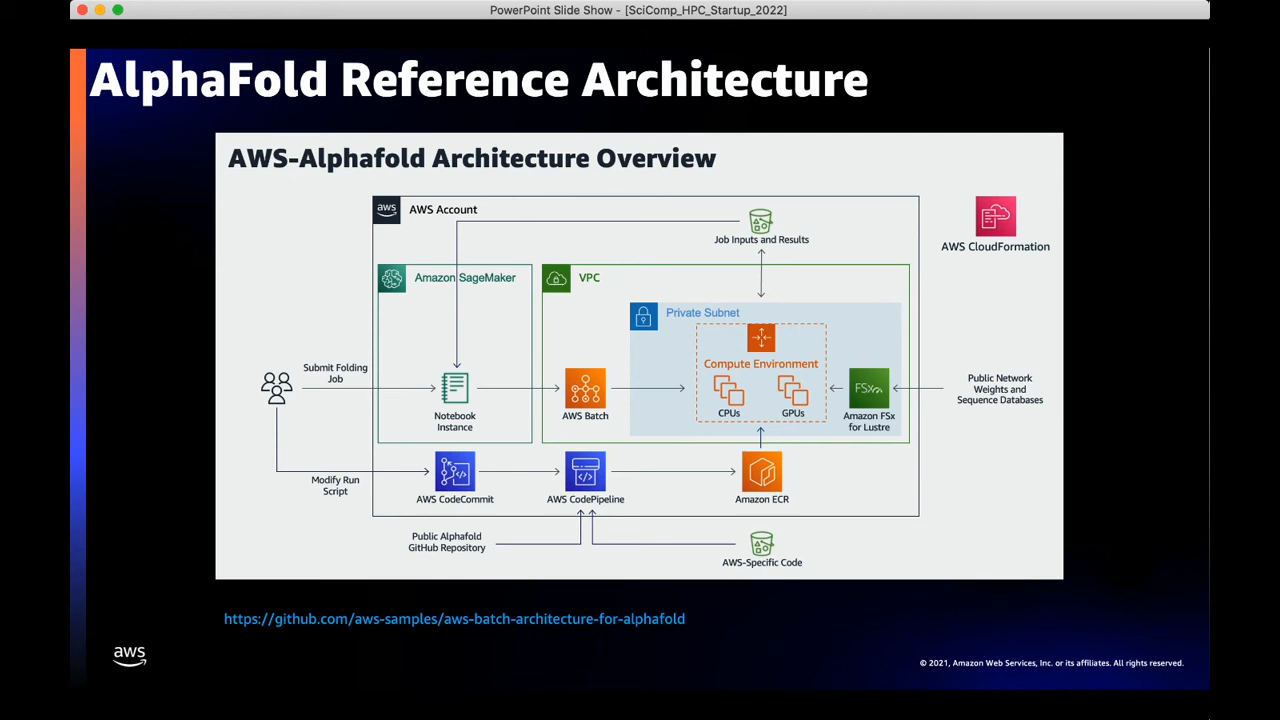 PowerPoint Slide Show - [SciComp_HPC_Startup_2022]
AlphaFold Reference Architecture
AWS-Alphafold Architecture Overview
aws
AWS Account
Job Inputs and Results
AWS CloudFormation
Amazon SageMaker
VPC
Private Subnet
Compute Environment
CPUs
GPUs
Submit Folding
Job
Notebook
Instance
AWS Batch
FSx
Amazon FSx
for Lustre
Public Network
Weights and
Sequence Databases
Modify Run
Script
AWS CodeCommit
AWS CodePipeline
Amazon ECR
Public Alphafold
GitHub Repository
AWS-Specific Code
https://github.com/aws-samples/aws-batch-architecture-for-alphafold
aws
© 2021, Amazon Web Services, Inc. or its affiliates. All rights reserved.